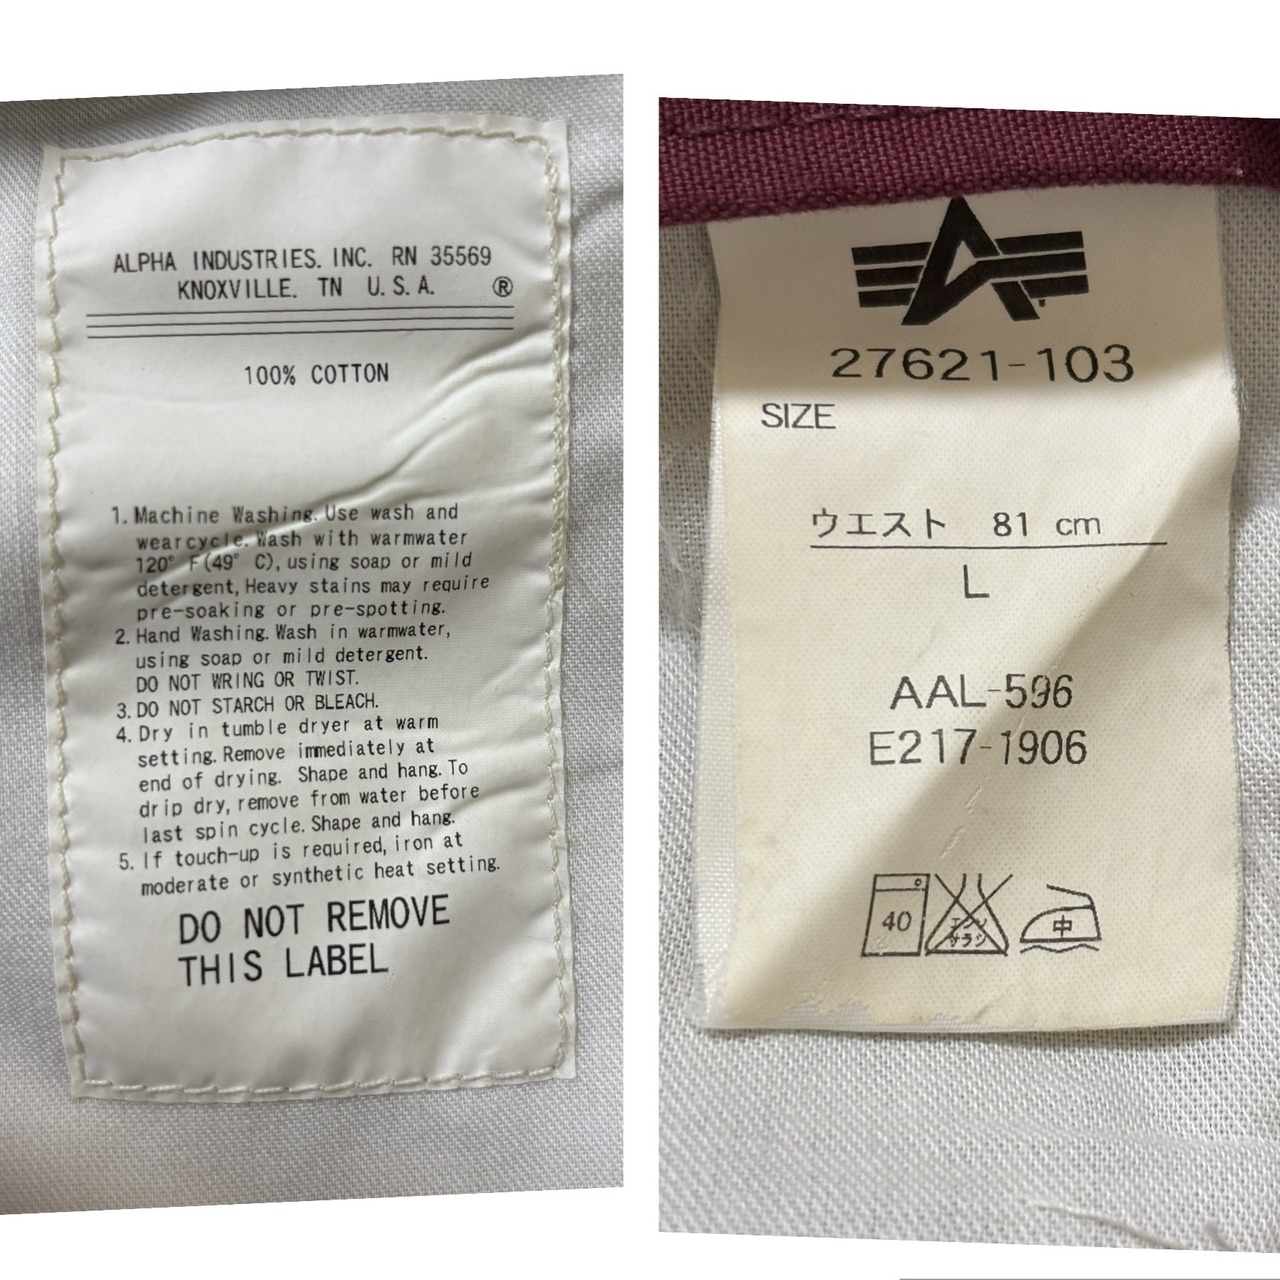 ALPHA INDUSTRIES. INC. RN 35569
KNOXVILLE. TN U.S.A. ®
100% COTTON
1. Machine Washing. Use wash and
wearcycle. Wash with warmwater
120° F(49° C), using soap or mild
detergent, Heavy stains may require
pre-soaking or pre-spotting.
2. Hand Washing. Wash in warmwater,
using soap or mild detergent.
DO NOT WRING OR TWIST.
3. DO NOT STARCH OR BLEACH.
4. Dry in tumble dryer at warm
setting. Remove immediately at
end of drying. Shape and hang. To
drip dry, remove from water before
last spin cycle. Shape and hang.
5. If touch-up is required, iron at
moderate or synthetic heat setting.
DO NOT REMOVE
THIS LABEL
27621-103
SIZE
ウエスト 81 cm
L
AAL-596
E217-1906
40
エンソ
サラシ
中